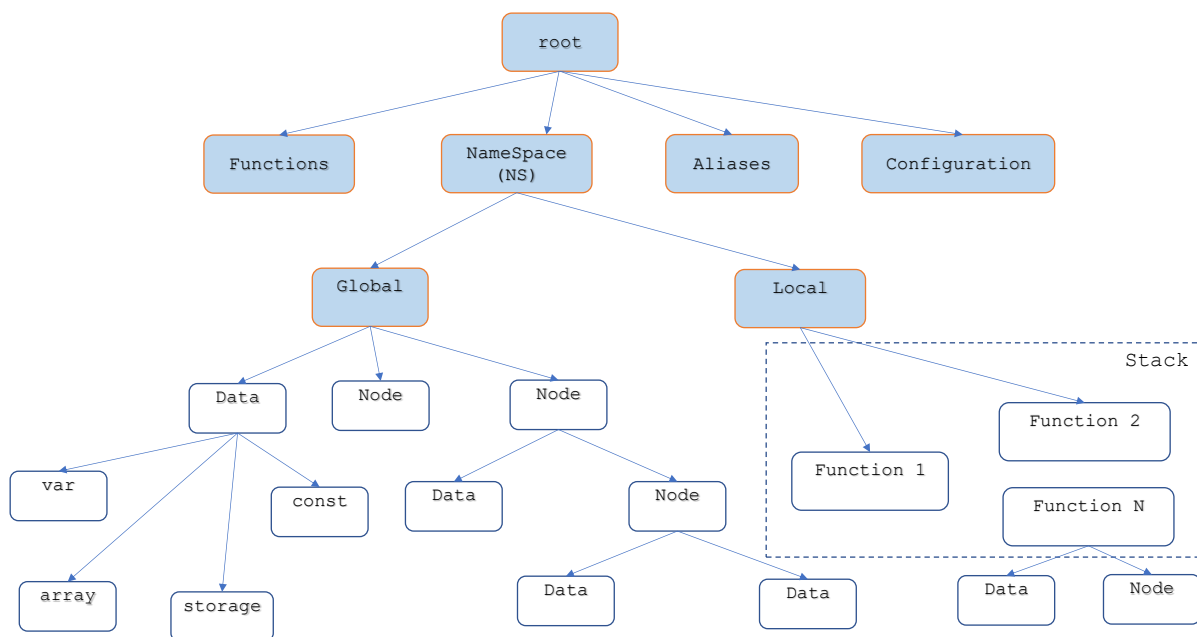 root
Functions
NameSpace
(NS)
Aliases
Configuration
Global
Local
Stack
Data
Node
Node
Function 2
Function 1
var
const
Data
Node
Function N
array
storage
Data
Data
Data
Node